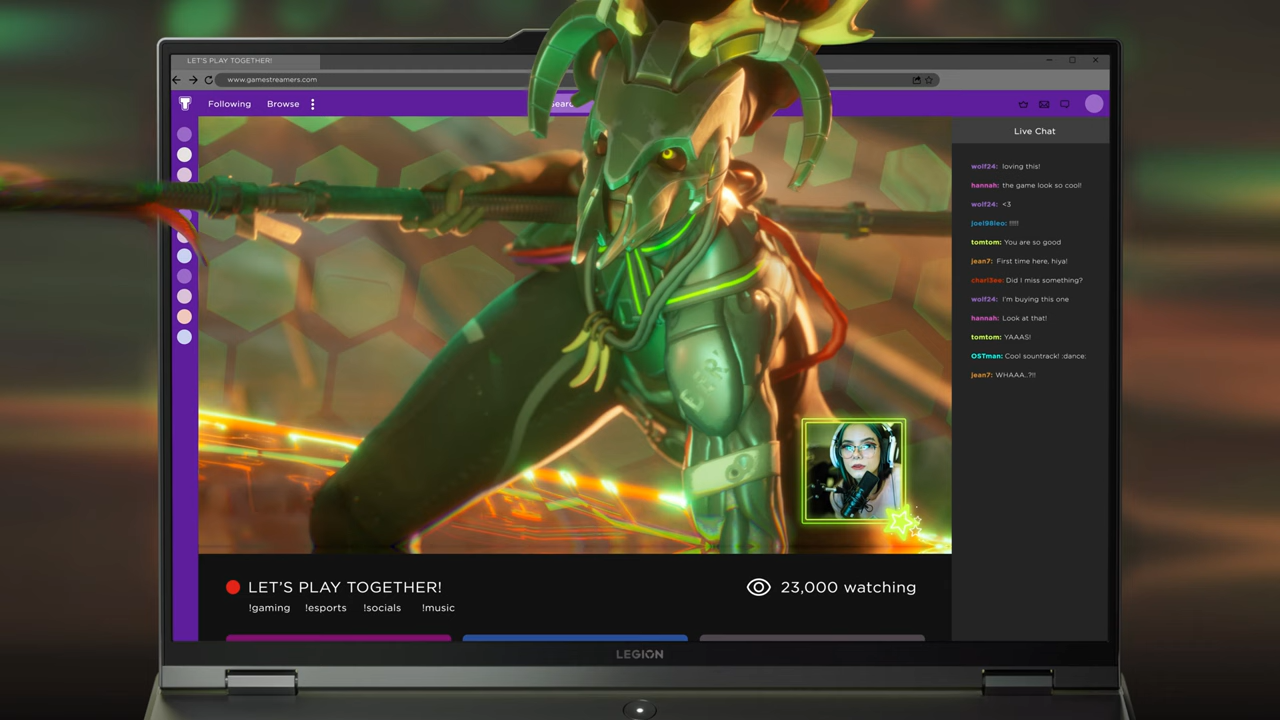 LET'S PLAY TOGETHER!
www.gamestreamers.com
Following Browse
Live Chat
wolf24: loving this!
hannah: the game look so cool!
wolf24: <3
joel98leo: !!!!!
tomtom: You are so good
jean7: First time here, hiya!
charl3ee: Did I miss something?
wolf24: I'm buying this one
hannah: Look at that!
tomtom: YAAAS!
OSTman: Cool sountrack! :dance:
jean7: WHAAA..?!!
LET'S PLAY TOGETHER!
23,000 watching
!gaming !esports !socials !music
LEGION